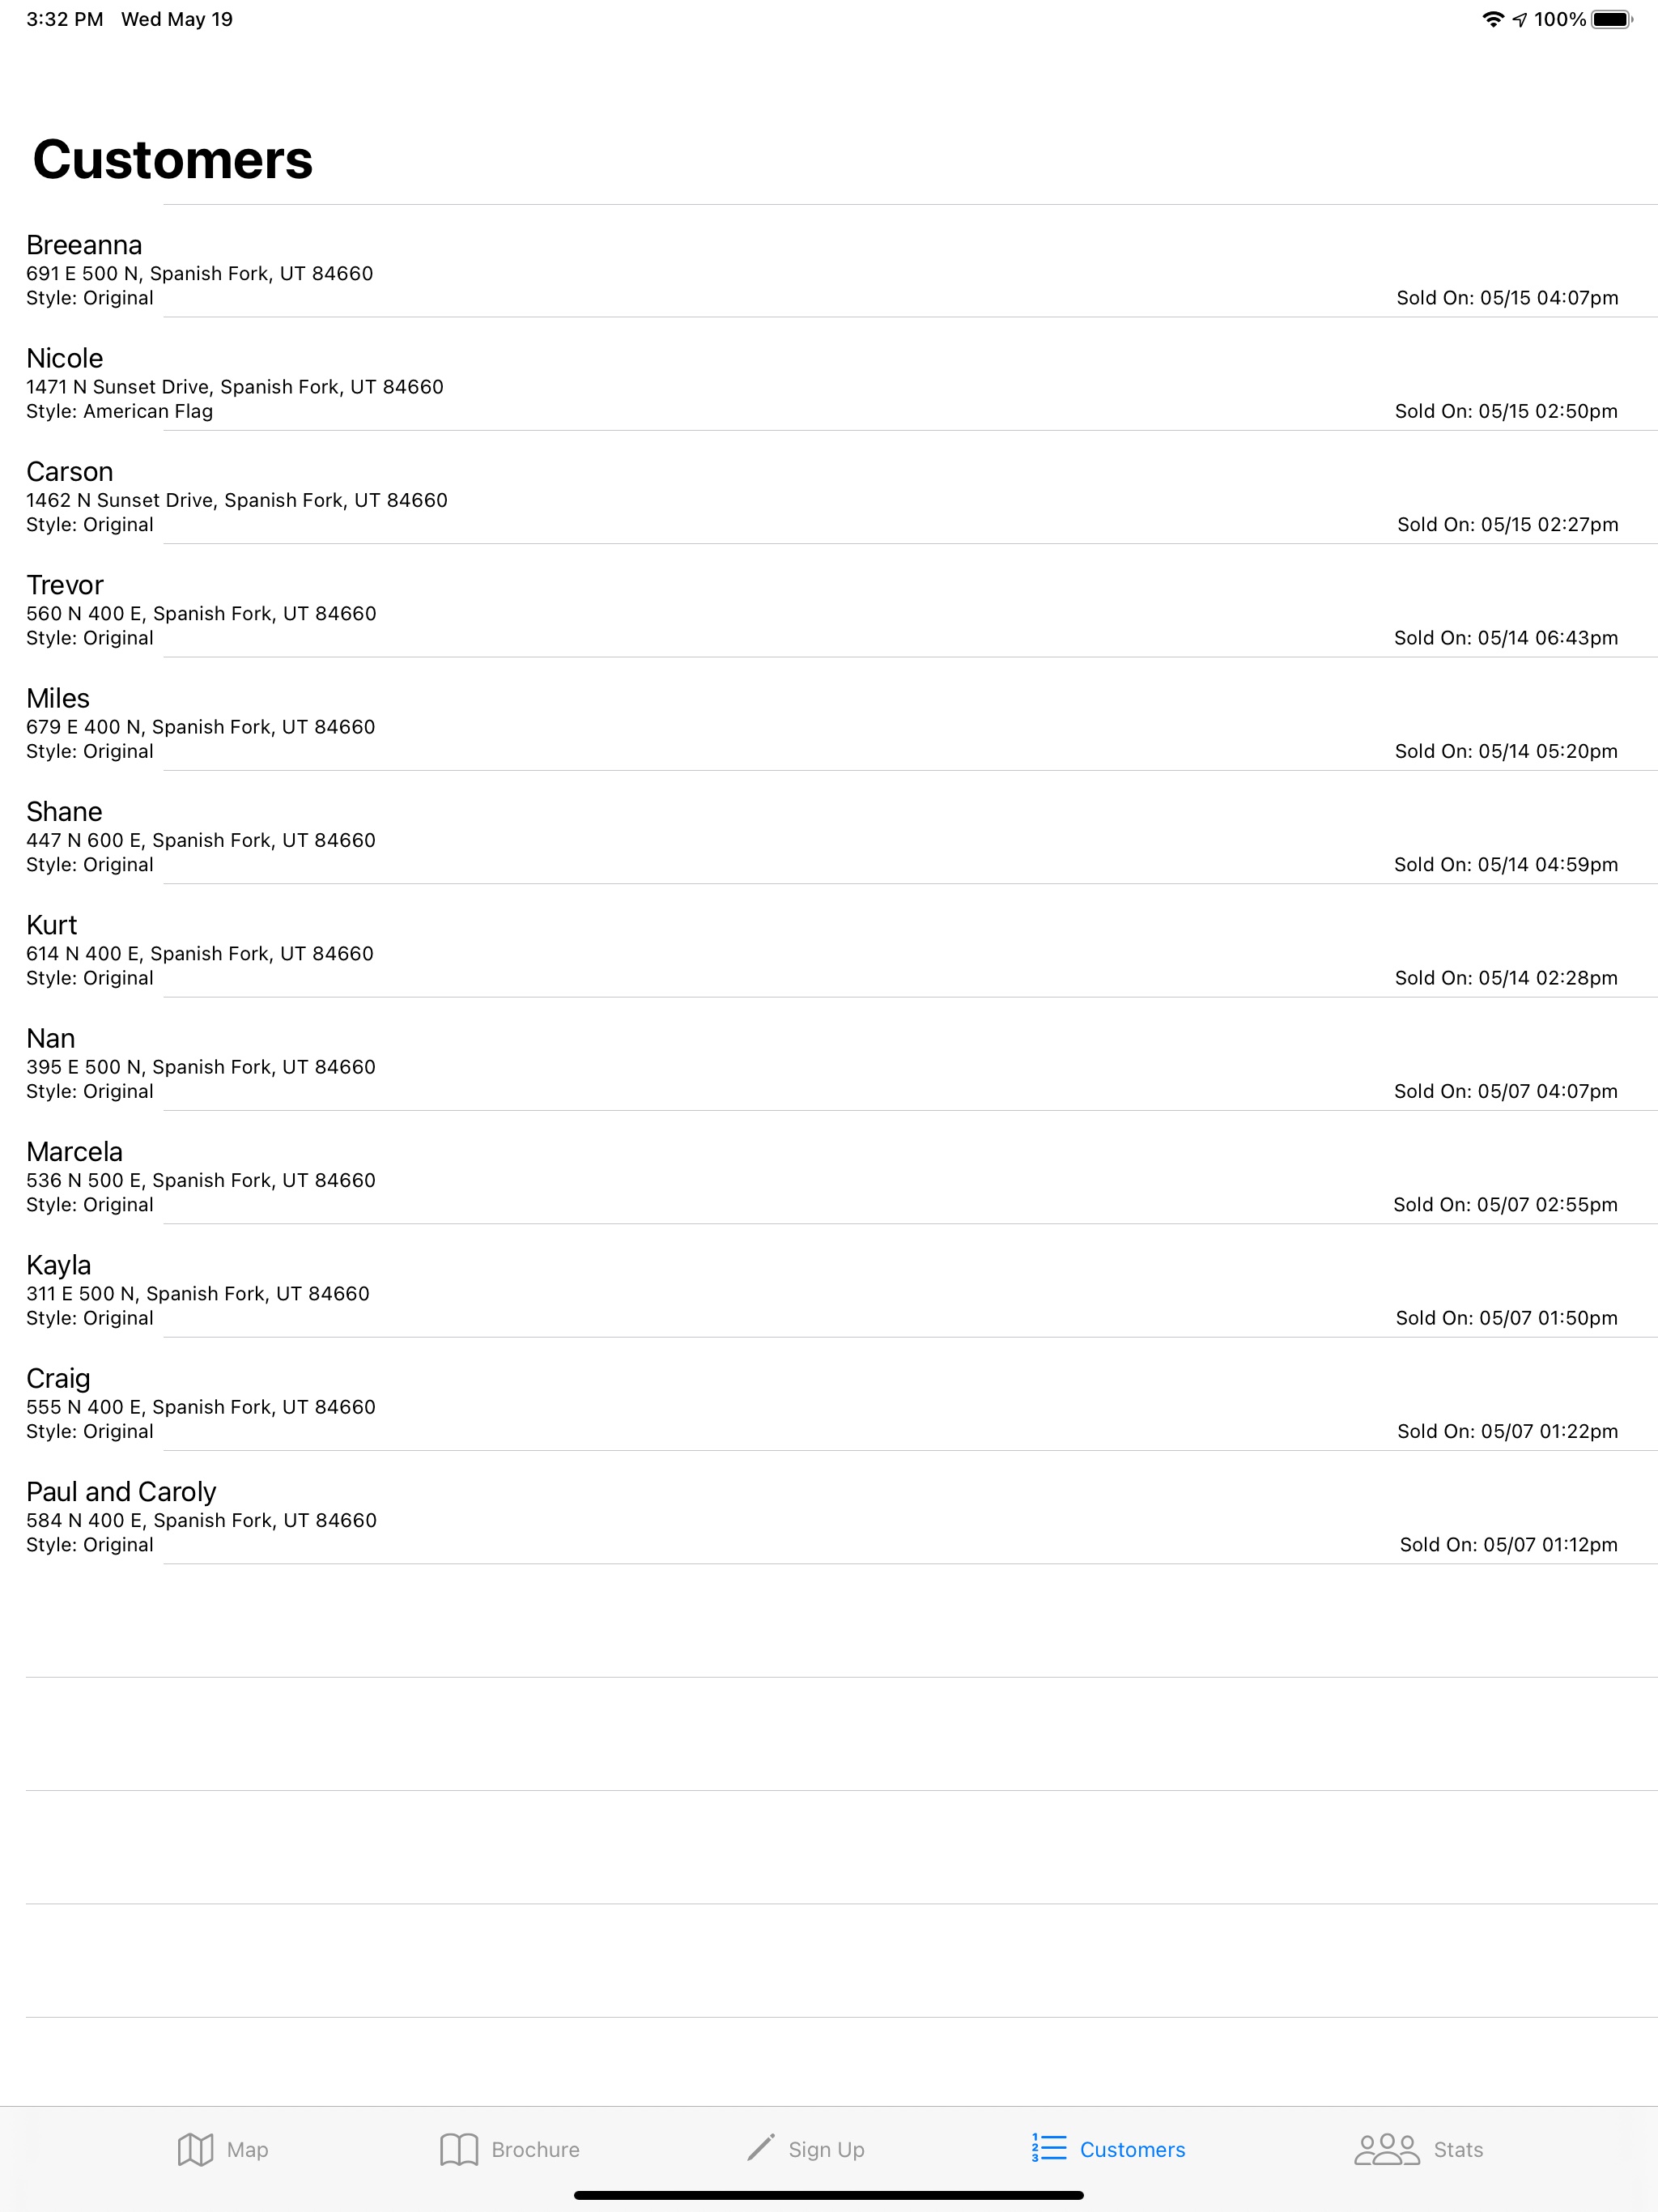 3:32 PM Wed May 19 100%
Customers
Breeanna
691 E 500 N, Spanish Fork, UT 84660
Style: Original Sold On: 05/15 04:07pm
Nicole
1471 N Sunset Drive, Spanish Fork, UT 84660
Style: American Flag Sold On: 05/15 02:50pm
Carson
1462 N Sunset Drive, Spanish Fork, UT 84660
Style: Original Sold On: 05/15 02:27pm
Trevor
560 N 400 E, Spanish Fork, UT 84660
Style: Original Sold On: 05/14 06:43pm
Miles
679 E 400 N, Spanish Fork, UT 84660
Style: Original Sold On: 05/14 05:20pm
Shane
447 N 600 E, Spanish Fork, UT 84660
Style: Original Sold On: 05/14 04:59pm
Kurt
614 N 400 E, Spanish Fork, UT 84660
Style: Original Sold On: 05/14 02:28pm
Nan
395 E 500 N, Spanish Fork, UT 84660
Style: Original Sold On: 05/07 04:07pm
Marcela
536 N 500 E, Spanish Fork, UT 84660
Style: Original Sold On: 05/07 02:55pm
Kayla
311 E 500 N, Spanish Fork, UT 84660
Style: Original Sold On: 05/07 01:50pm
Craig
555 N 400 E, Spanish Fork, UT 84660
Style: Original Sold On: 05/07 01:22pm
Paul and Caroly
584 N 400 E, Spanish Fork, UT 84660
Style: Original Sold On: 05/07 01:12pm
Map Brochure Sign Up Customers Stats